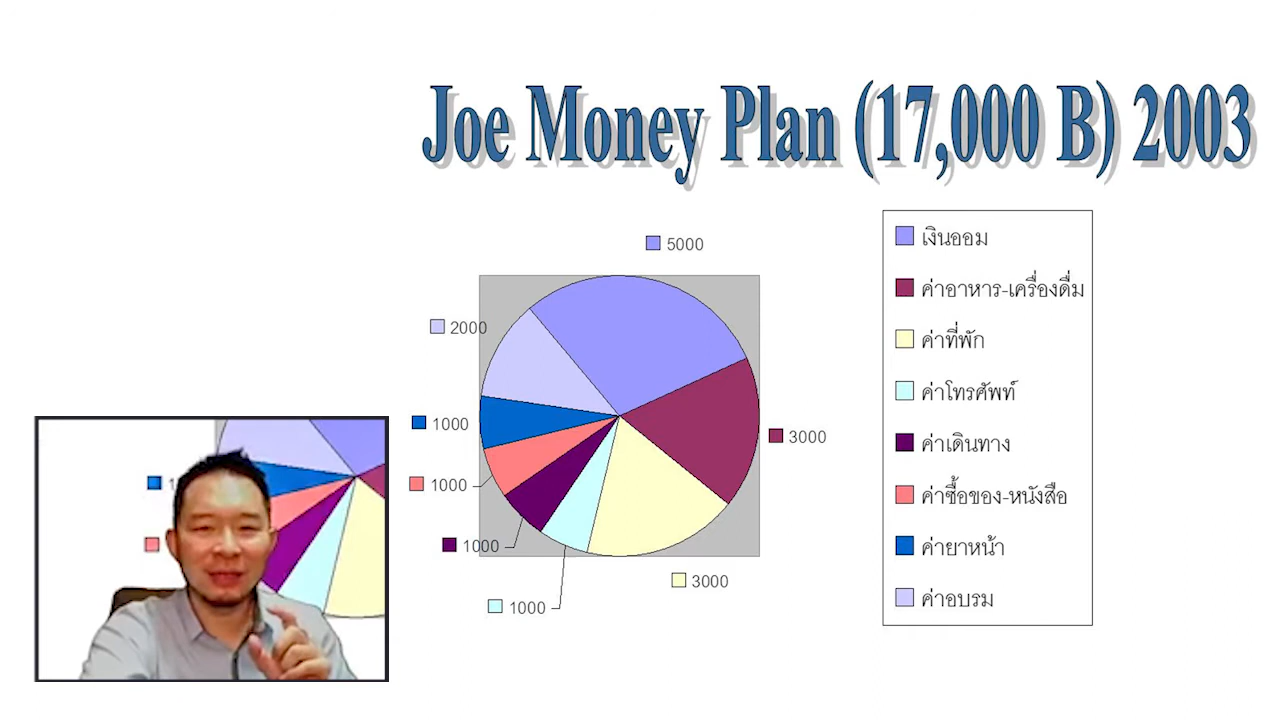 Joe Money Plan (17,000 B) 2003
5000
2000
1000
1000
1000
1000
3000
3000
เงินออม
ค่าอาหาร-เครื่องดื่ม
ค่าที่พัก
ค่าโทรศัพท์
ค่าเดินทาง
ค่าซื้อของ-หนังสือ
ค่ายาหน้า
ค่าอบรม